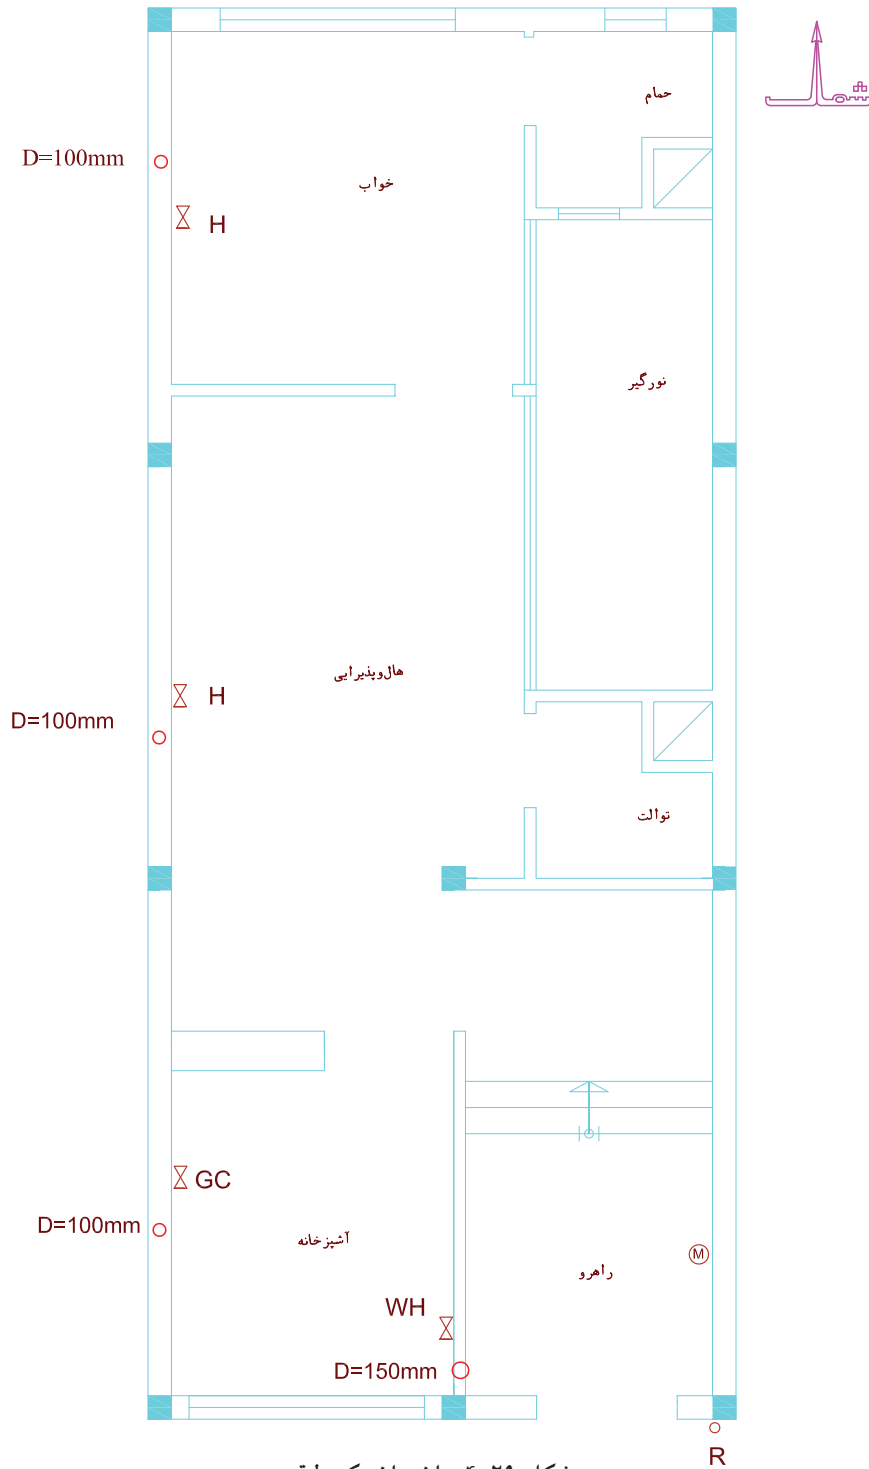 حمام
D=100mm
خواب
H
نورگیر
هال‌وپذیرایی
H
D=100mm
توالت
GC
D=100mm
آشپزخانه
M
راهرو
WH
D=150mm
R